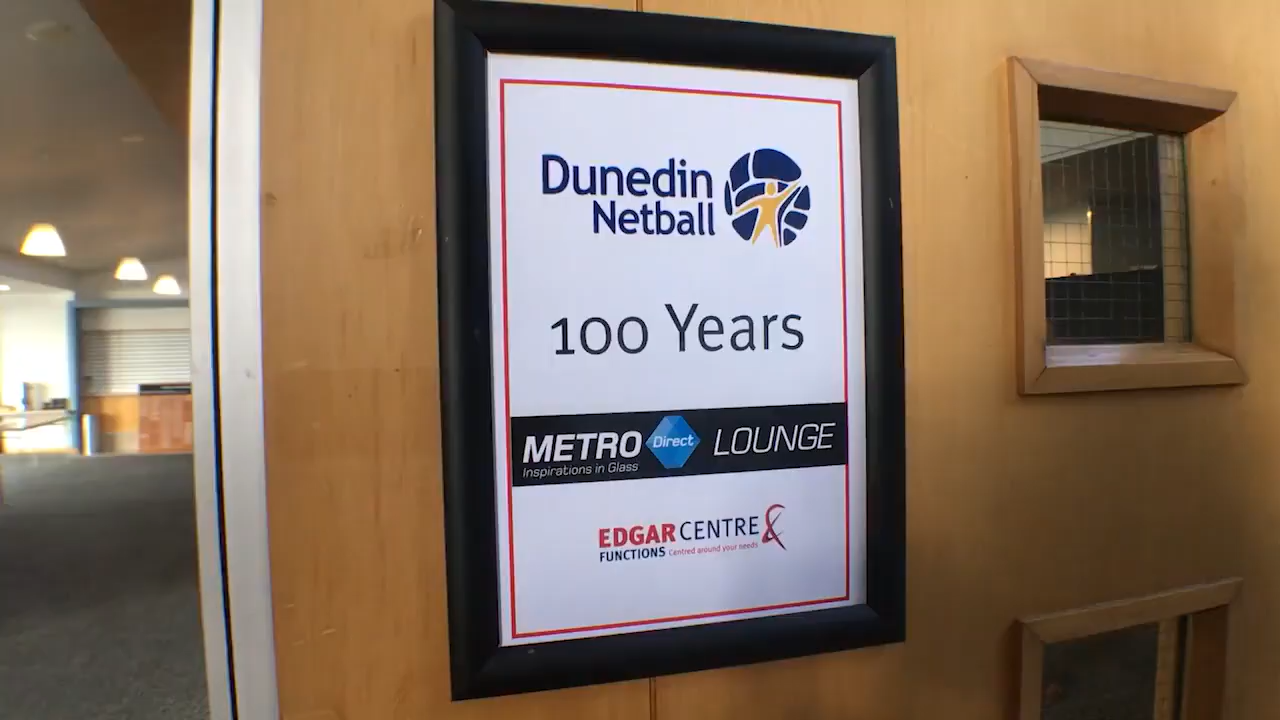 Dunedin
Netball
100 Years
METRO Direct LOUNGE
Inspirations in Glass
EDGAR CENTRE
FUNCTIONS Centred around your needs